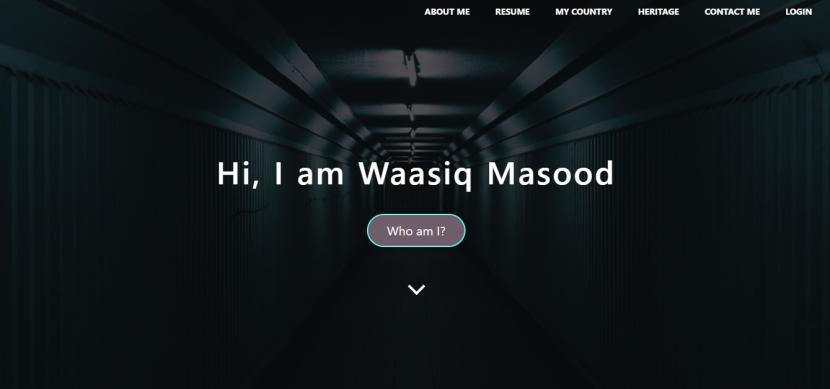 ABOUT ME RESUME MY COUNTRY HERITAGE CONTACT ME LOGIN
Hi, I am Waasiq Masood
Who am I?